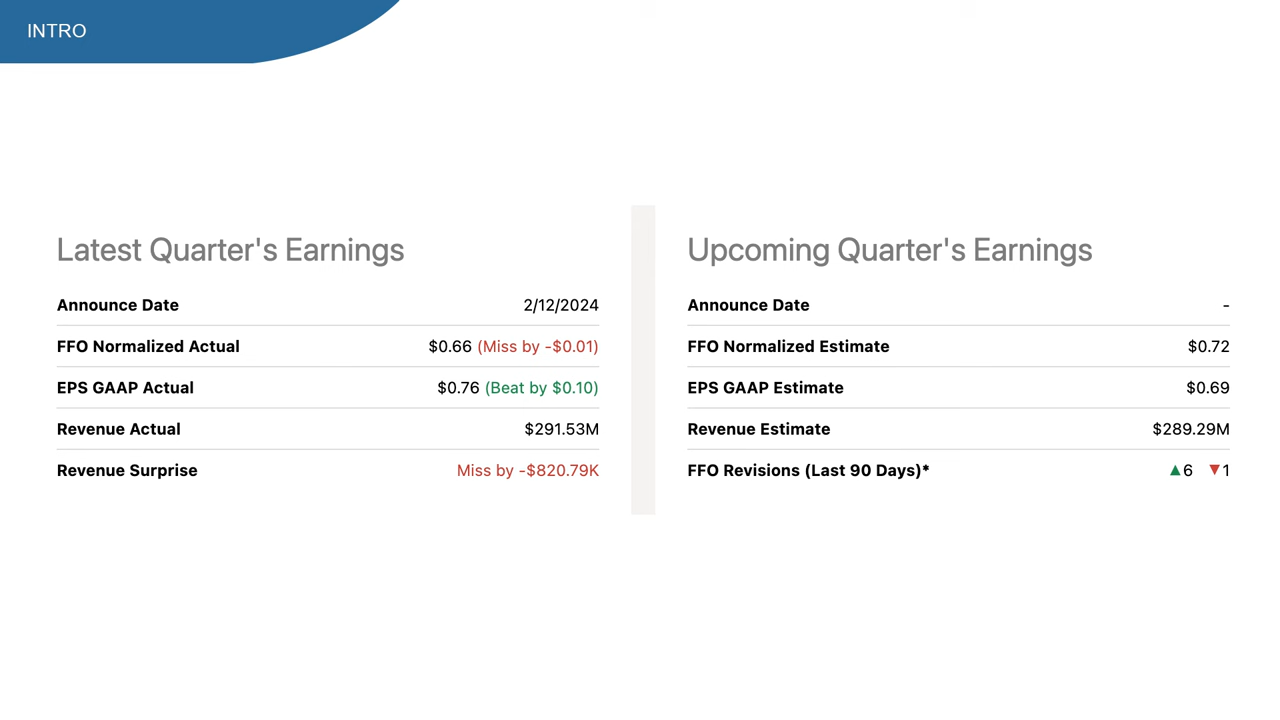 INTRO
Latest Quarter's Earnings
Announce Date 2/12/2024
FFO Normalized Actual $0.66 (Miss by -$0.01)
EPS GAAP Actual $0.76 (Beat by $0.10)
Revenue Actual $291.53M
Revenue Surprise Miss by -$820.79K
Upcoming Quarter's Earnings
Announce Date -
FFO Normalized Estimate $0.72
EPS GAAP Estimate $0.69
Revenue Estimate $289.29M
FFO Revisions (Last 90 Days)* ▲6 ▼1